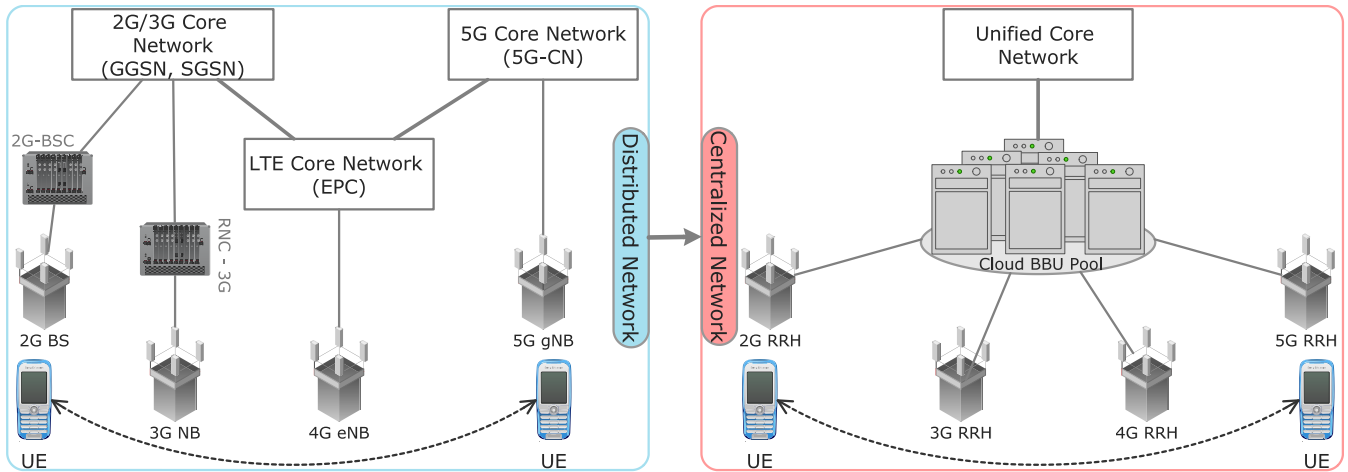 2G/3G Core
Network
(GGSN, SGSN)
5G Core Network
(5G-CN)
2G-BSC
LTE Core Network
(EPC)
RNC - 3G
2G BS
3G NB
4G eNB
5G gNB
UE
UE
Distributed Network
Centralized Network
Unified Core
Network
Cloud BBU Pool
2G RRH
3G RRH
4G RRH
5G RRH
UE
UE